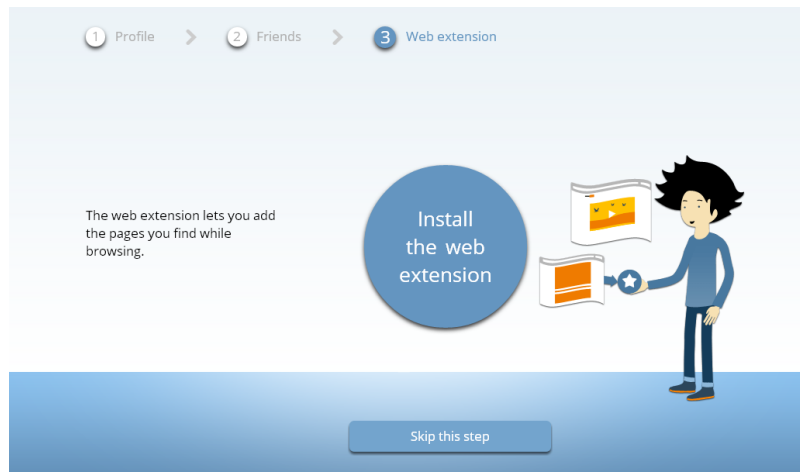 1 Profile > 2 Friends > 3 Web extension
The web extension lets you add
the pages you find while
browsing.
Install
the web
extension
Skip this step